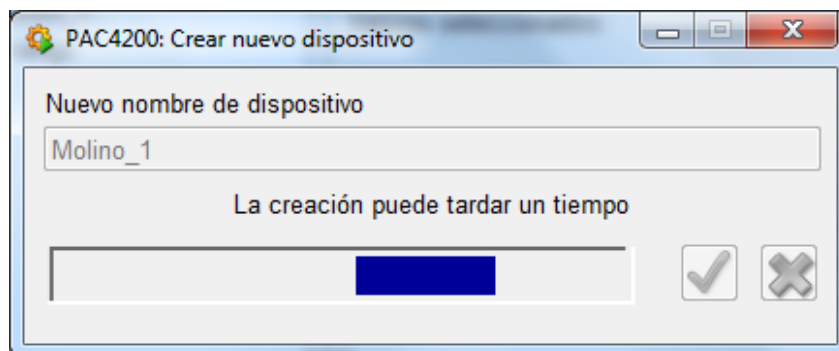 PAC4200: Crear nuevo dispositivo
Nuevo nombre de dispositivo
Molino_1
La creación puede tardar un tiempo